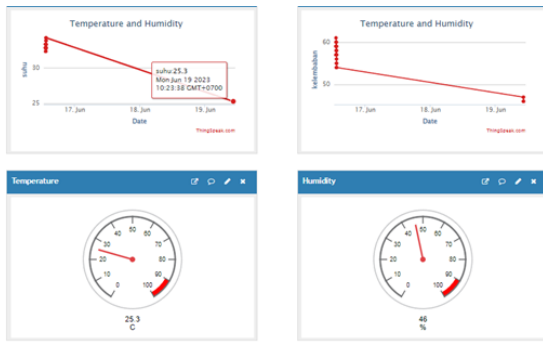 Temperature and Humidity
suhu
30
25
suhu:25.3
Mon Jun 19 2023
10:23:38 GMT+0700
17. Jun
18. Jun
19. Jun
Date
ThingSpeak.com
Temperature and Humidity
kelembaban
60
50
17. Jun
18. Jun
19. Jun
Date
ThingSpeak.com
Temperature
0
10
20
30
40
50
60
70
80
90
100
25.3
C
Humidity
0
10
20
30
40
50
60
70
80
90
100
46
%